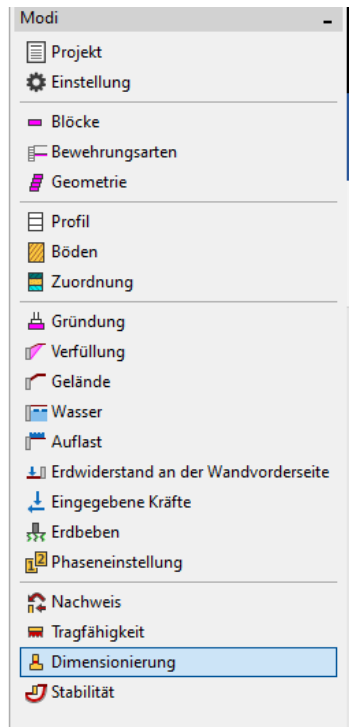 Modi
Projekt
Einstellung
Blöcke
Bewehrungsarten
Geometrie
Profil
Böden
Zuordnung
Gründung
Verfüllung
Gelände
Wasser
Auflast
Erdwiderstand an der Wandvorderseite
Eingegebene Kräfte
Erdbeben
Phaseneinstellung
Nachweis
Tragfähigkeit
Dimensionierung
Stabilität